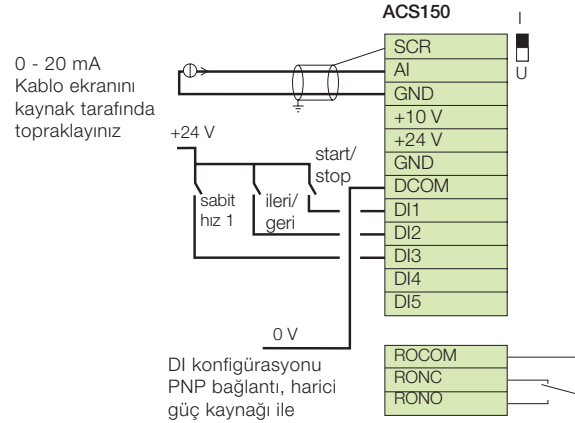 ACS150
I
U
SCR
AI
GND
+10 V
+24 V
GND
DCOM
DI1
DI2
DI3
DI4
DI5
0 - 20 mA
Kablo ekranını
kaynak tarafında
topraklayınız
+24 V
start/
stop
ileri/
geri
sabit
hız 1
0 V
DI konfigürasyonu
PNP bağlantı, harici
güç kaynağı ile
ROCOM
RONC
RONO